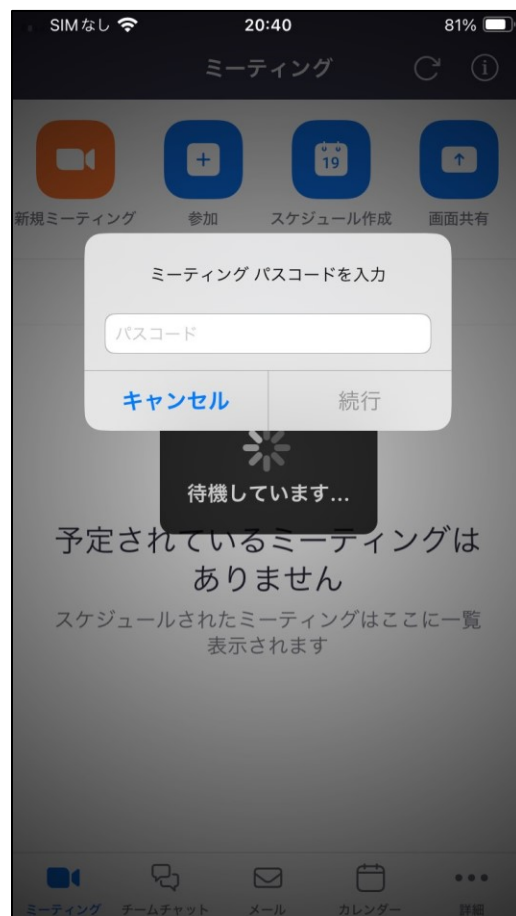 SIMなし 20:40 81%
ミーティング
19
新規ミーティング 参加 スケジュール作成 画面共有
ミーティング パスコードを入力
パスコード
キャンセル 続行
待機しています...
予定されているミーティングは
ありません
スケジュールされたミーティングはここに一覧
表示されます
ミーティング チームチャット メール カレンダー 詳細